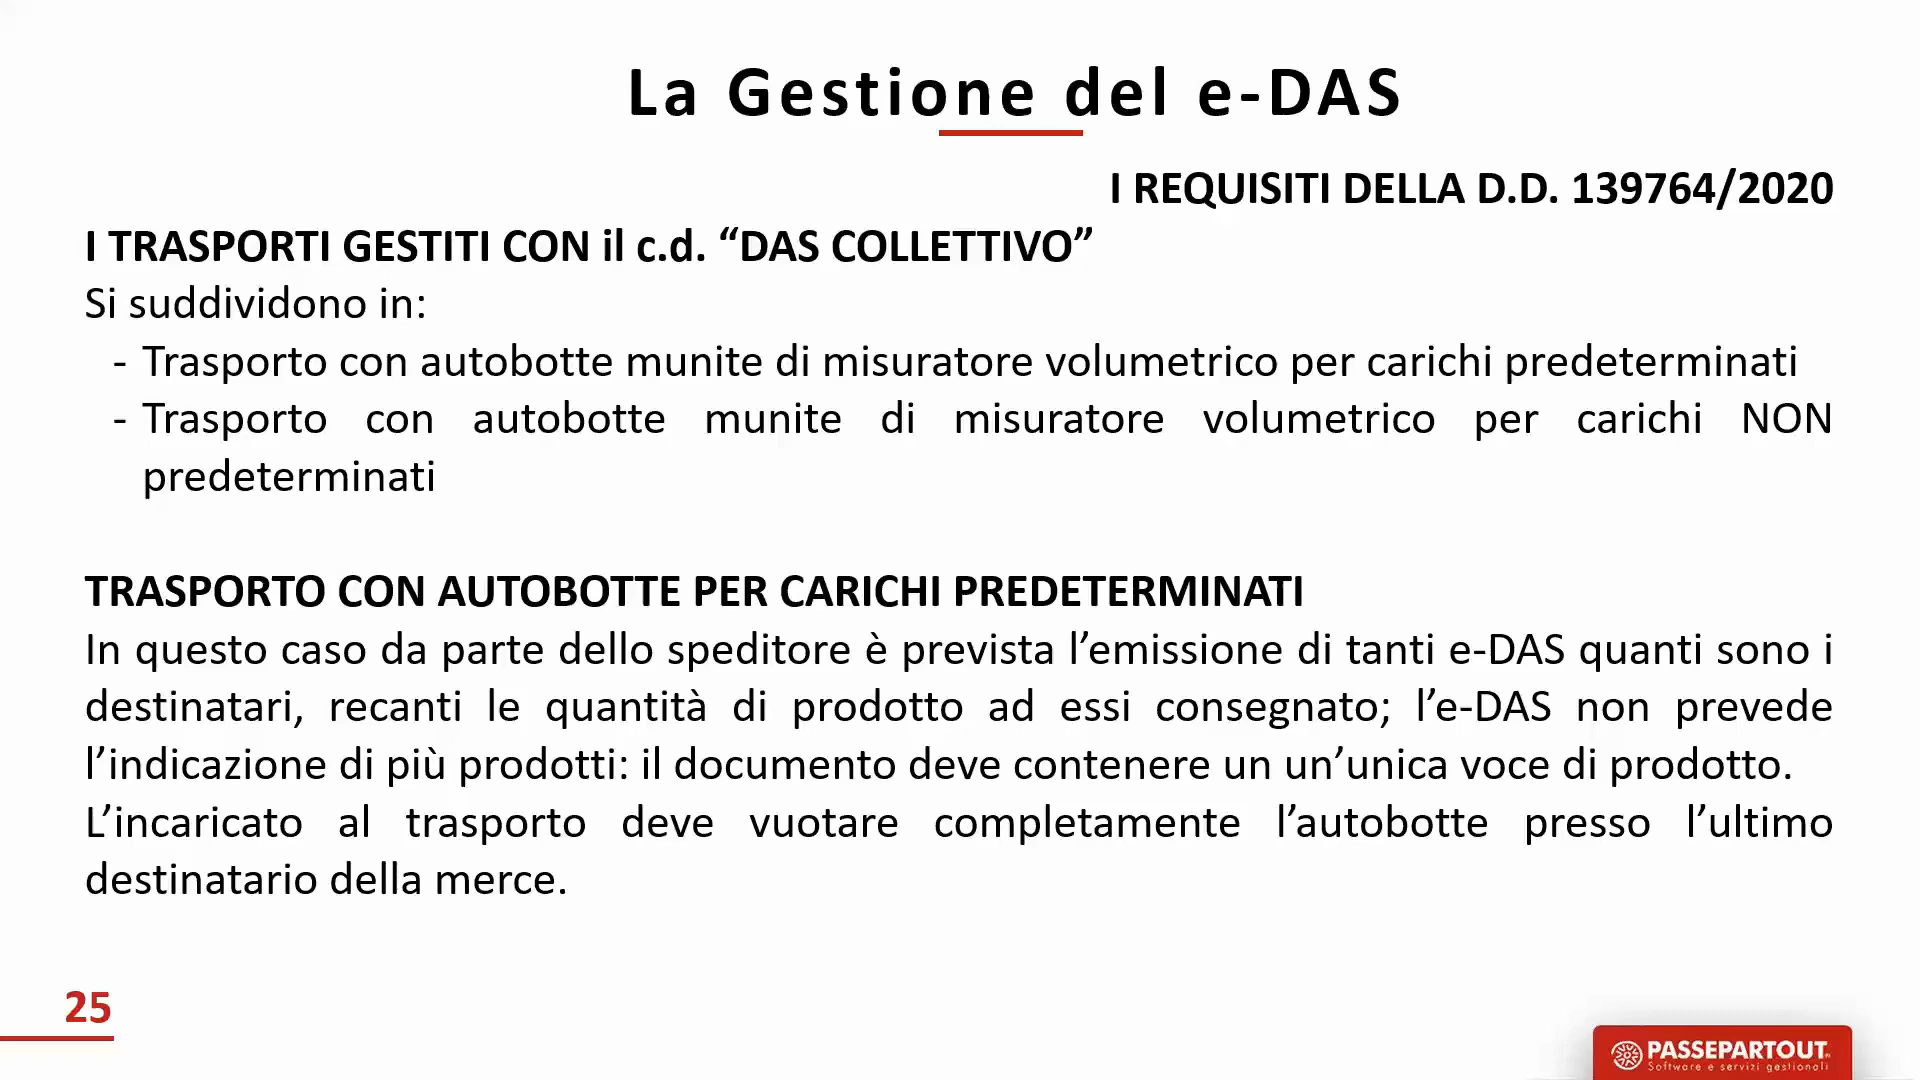 La Gestione del e-DAS
I REQUISITI DELLA D.D. 139764/2020
I TRASPORTI GESTITI CON il c.d. “DAS COLLETTIVO”
Si suddividono in:
- Trasporto con autobotte munite di misuratore volumetrico per carichi predeterminati
- Trasporto con autobotte munite di misuratore volumetrico per carichi NON
predeterminati
TRASPORTO CON AUTOBOTTE PER CARICHI PREDETERMINATI
In questo caso da parte dello speditore è prevista l’emissione di tanti e-DAS quanti sono i
destinatari, recanti le quantità di prodotto ad essi consegnato; l’e-DAS non prevede
l’indicazione di più prodotti: il documento deve contenere un un’unica voce di prodotto.
L’incaricato al trasporto deve vuotare completamente l’autobotte presso l’ultimo
destinatario della merce.
25
PASSEPARTOUT
Software e servizi gestionali